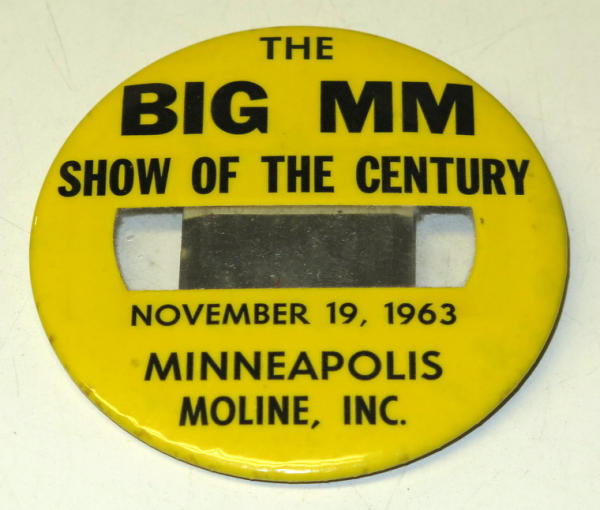 THE
BIG MM
SHOW OF THE CENTURY
NOVEMBER 19, 1963
MINNEAPOLIS
MOLINE, INC.